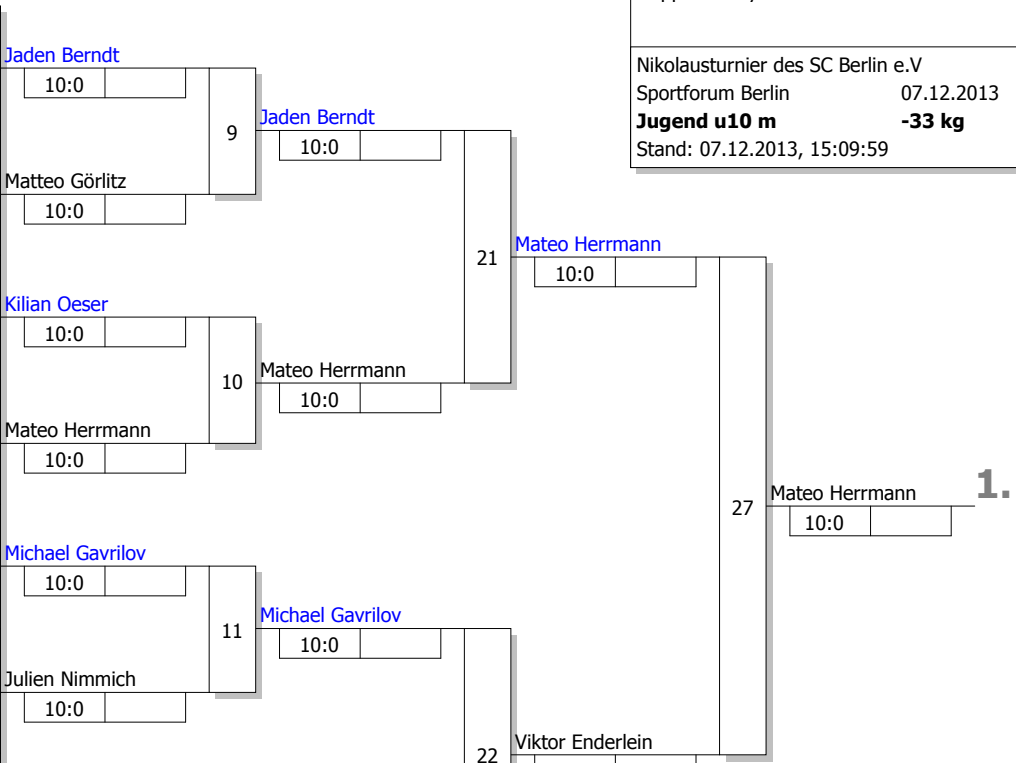 Nikolausturnier des SC Berlin e.V
Sportforum Berlin 07.12.2013
Jugend u10 m -33 kg
Stand: 07.12.2013, 15:09:59
Jaden Berndt
10:0
9
Jaden Berndt
10:0
Matteo Görlitz
10:0
21
Mateo Herrmann
10:0
Kilian Oeser
10:0
10
Mateo Herrmann
10:0
Mateo Herrmann
10:0
27
Mateo Herrmann
1.
10:0
Michael Gavrilov
10:0
11
Michael Gavrilov
10:0
Julien Nimmich
10:0
22
Viktor Enderlein